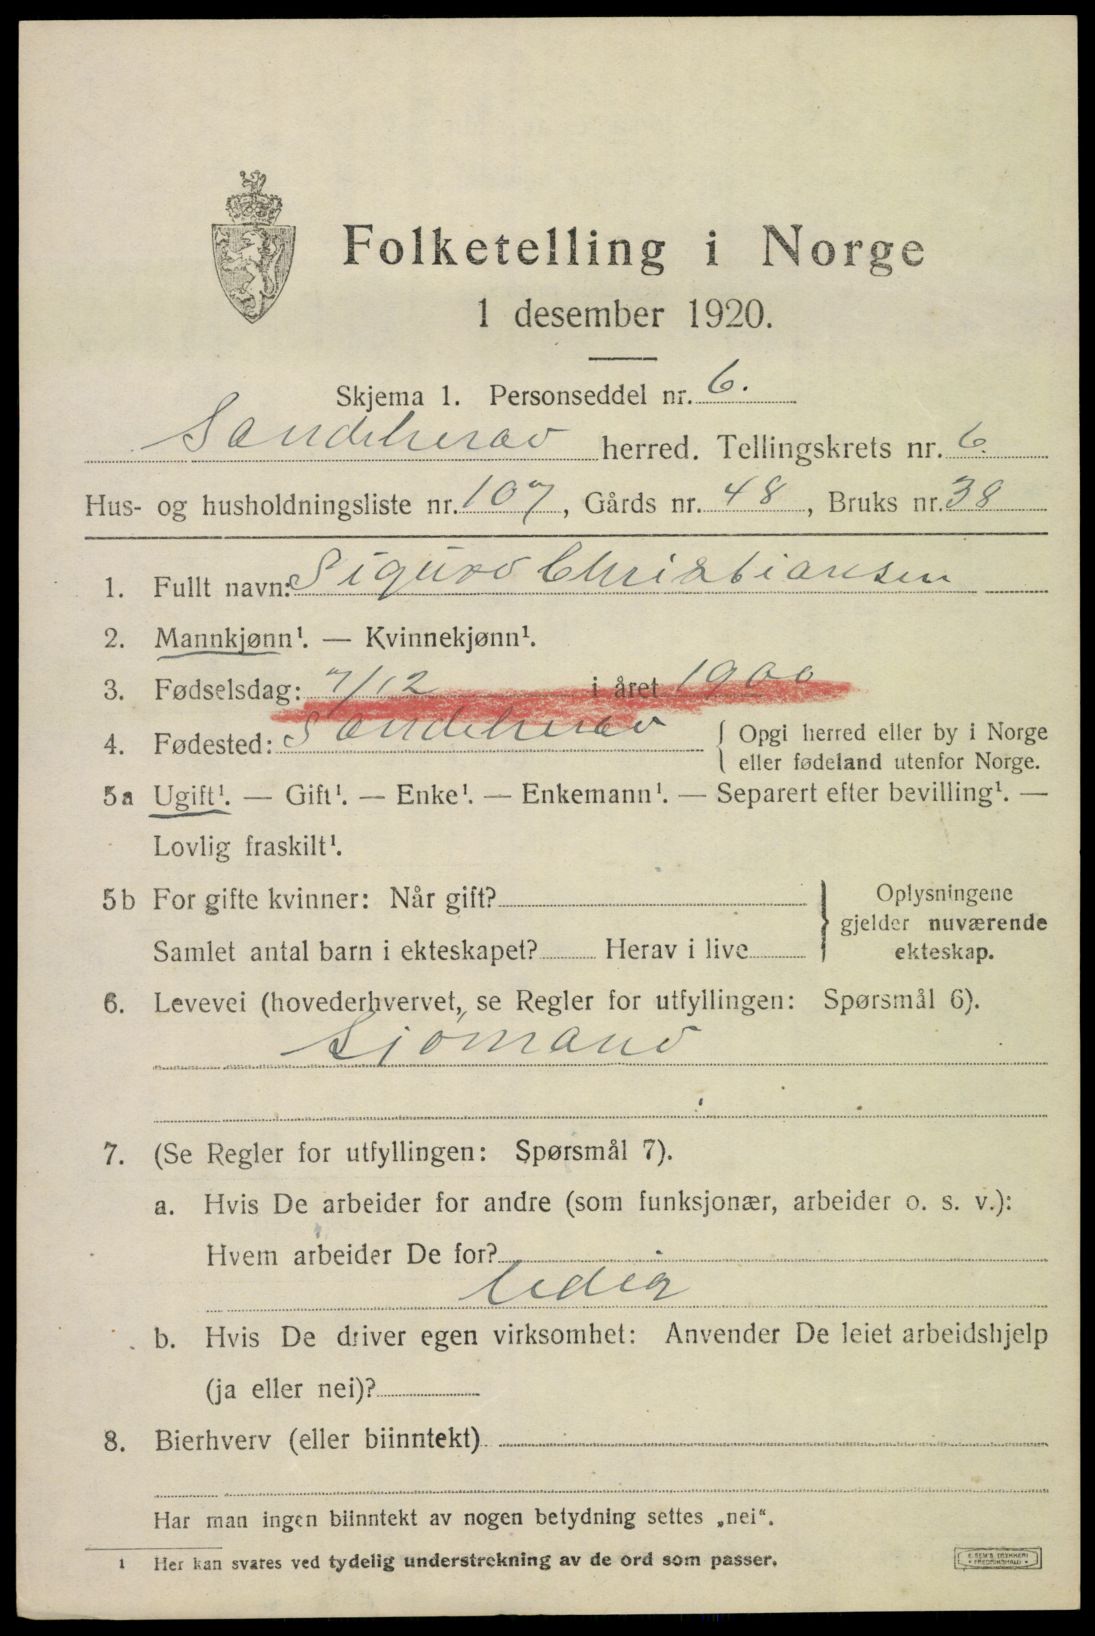 Folketelling i Norge
1 desember 1920.
Skjema 1. Personseddel nr. 6.
Sandeherad herred. Tellingskrets nr. 6.
Hus- og husholdningsliste nr. 107, Gårds nr. 48, Bruks nr. 38
1. Fullt navn: Sigurd Christiansen
2. Mannkjønn¹. — Kvinnekjønn¹.
3. Fødselsdag: 7/12 i året 1900
4. Fødested: Sandeherad { Opgi herred eller by i Norge
eller fødeland utenfor Norge.
5a Ugift¹. — Gift¹. — Enke¹. — Enkemann¹. — Separert efter bevilling¹. —
Lovlig fraskilt¹.
5b For gifte kvinner: Når gift? } Oplysningene
gjelder nuværende
Samlet antal barn i ekteskapet? Herav i live ekteskap.
6. Levevei (hovederhvervet, se Regler for utfyllingen: Spørsmål 6).
Sjömand
7. (Se Regler for utfyllingen: Spørsmål 7).
a. Hvis De arbeider for andre (som funksjonær, arbeider o. s. v.):
Hvem arbeider De for?
ledig
b. Hvis De driver egen virksomhet: Anvender De leiet arbeidshjelp
(ja eller nei)?
8. Bierhverv (eller biinntekt)
Har man ingen biinntekt av nogen betydning settes „nei“.
¹ Her kan svares ved tydelig understrekning av de ord som passer.
E. SEM'S TRYKKERI
• FREDRIKSHALD •